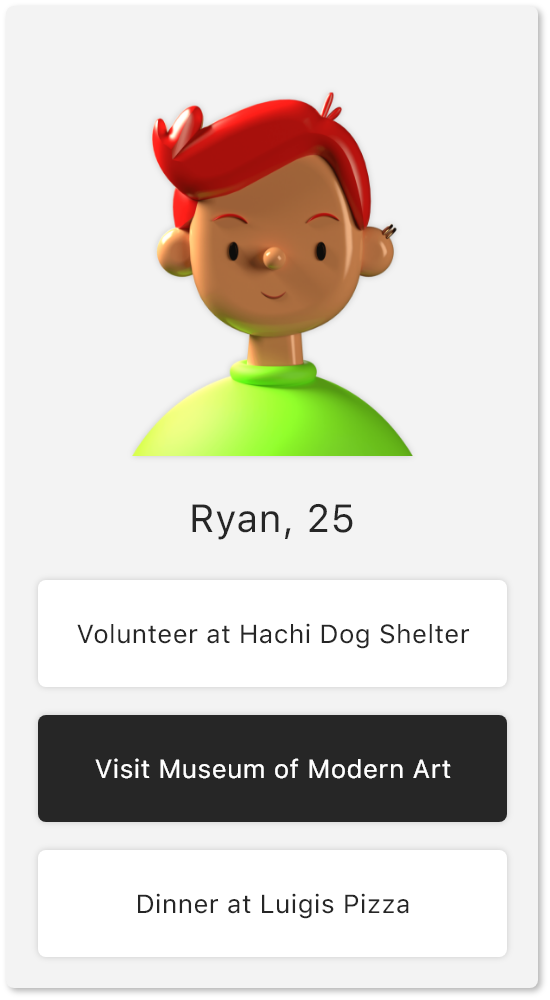 Ryan, 25
Volunteer at Hachi Dog Shelter
Visit Museum of Modern Art
Dinner at Luigis Pizza